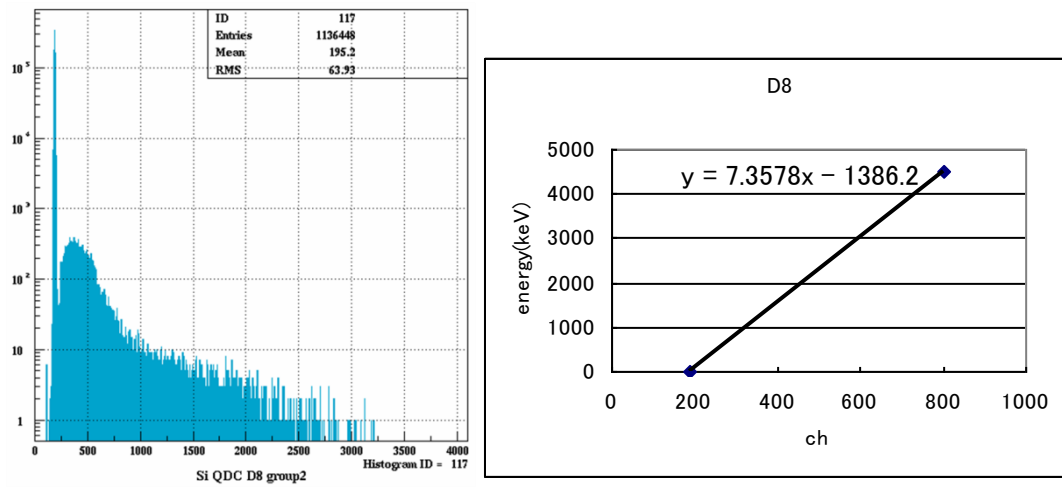 ID 117
Entries 1136448
Mean 195.2
RMS 63.93
10⁵
10⁴
10³
10²
10
1
0 500 1000 1500 2000 2500 3000 3500 4000
Histogram ID = 117
Si QDC D8 group2
D8
y = 7.3578x − 1386.2
energy(keV)
5000
4000
3000
2000
1000
0
0 200 400 600 800 1000
ch